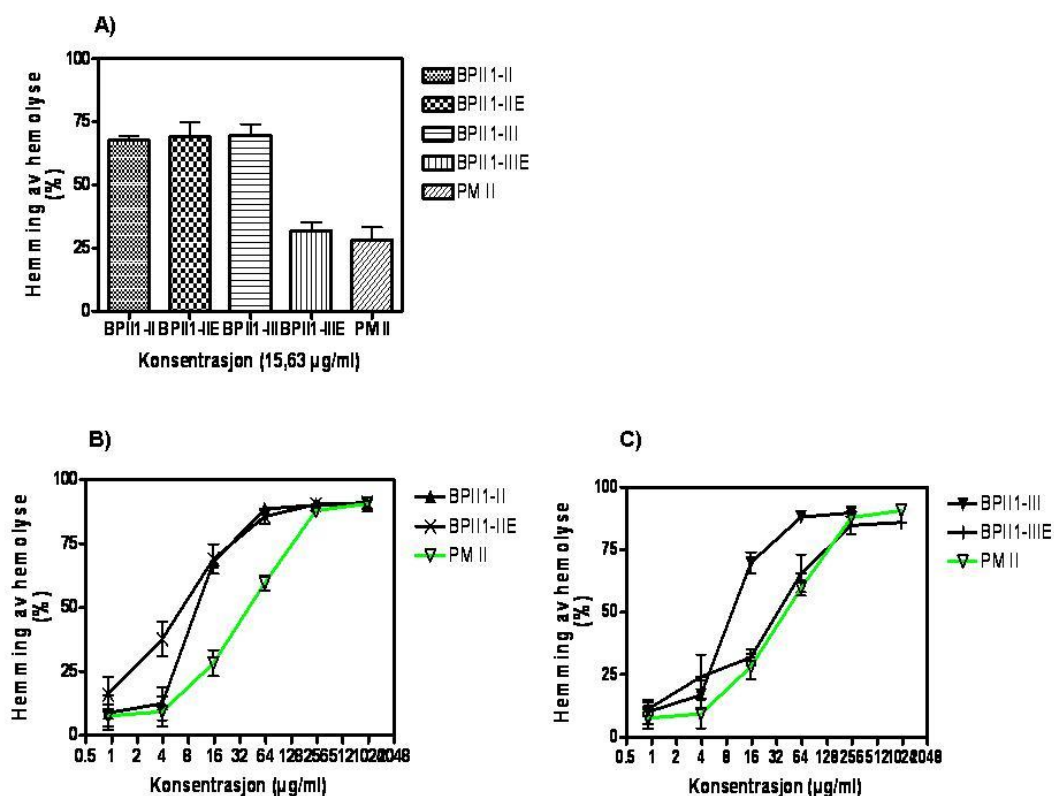 A)
Hemming av hemolyse
(%)
100
75
50
25
0
BPII1-II BPII1-IIE BPII1-III BPII1-IIIE PM II
Konsentrasjon (15,63 µg/ml)
BPII1-II
BPII1-IIE
BPII1-III
BPII1-IIIE
PM II
B)
Hemming av hemolyse
(%)
100
75
50
25
0
0.5 1 2 4 8 16 32 64 128 256 512 1024 2048
Konsentrasjon (µg/ml)
BPII1-II
BPII1-IIE
PM II
C)
Hemming av hemolyse
(%)
100
75
50
25
0
0.5 1 2 4 8 16 32 64 128 256 512 1024 2048
Konsentrasjon (µg/ml)
BPII1-III
BPII1-IIIE
PM II